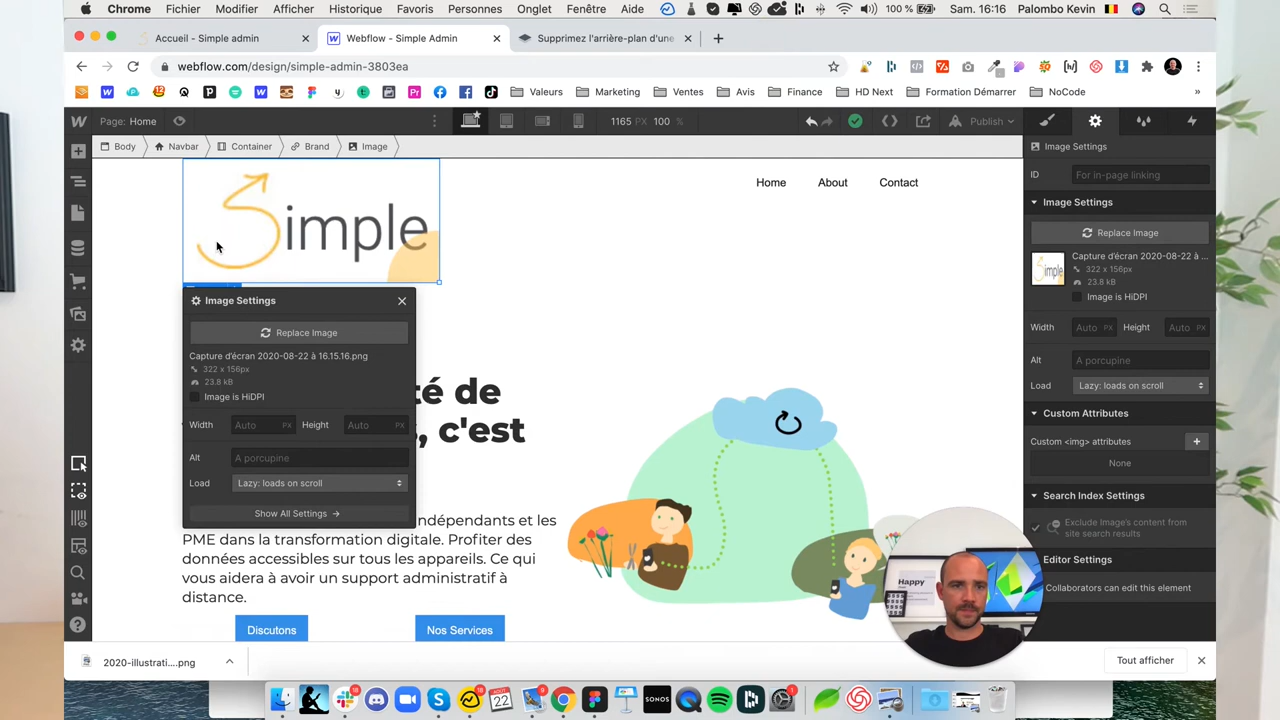 Chrome Fichier Modifier Afficher Historique Favoris Personnes Onglet Fenêtre Aide 100 % Sam. 16:16 Palombo Kevin
Accueil - Simple admin
Webflow - Simple Admin
Supprimez l'arrière-plan d'une
webflow.com/design/simple-admin-3803ea
Valeurs Marketing Ventes Avis Finance HD Next Formation Démarrer NoCode »
Page: Home 1165 PX 100 % Publish
Body Navbar Container Brand Image
Image Settings
ID For in-page linking
Image Settings
Replace Image
Capture d'écran 2020-08-22 à ...
322 x 156px
23.8 kB
Image is HiDPI
Width Auto PX Height Auto PX
Alt A porcupine
Load Lazy: loads on scroll
Custom Attributes
Custom <img> attributes
None
Search Index Settings
Exclude Image's content from
site search results
Editor Settings
Collaborators can edit this element
Simple
Home About Contact
Image Settings
Replace Image
Capture d'écran 2020-08-22 à 16.15.16.png
322 x 156px
23.8 kB
Image is HiDPI
Width Auto PX Height Auto PX
Alt A porcupine
Load Lazy: loads on scroll
Show All Settings →
té de
, c'est
ndépendants et les
PME dans la transformation digitale. Profiter des
données accessibles sur tous les appareils. Ce qui
vous aidera à avoir un support administratif à
distance.
Discutons Nos Services
Happy
2020-illustrati....png
Tout afficher
SONOS